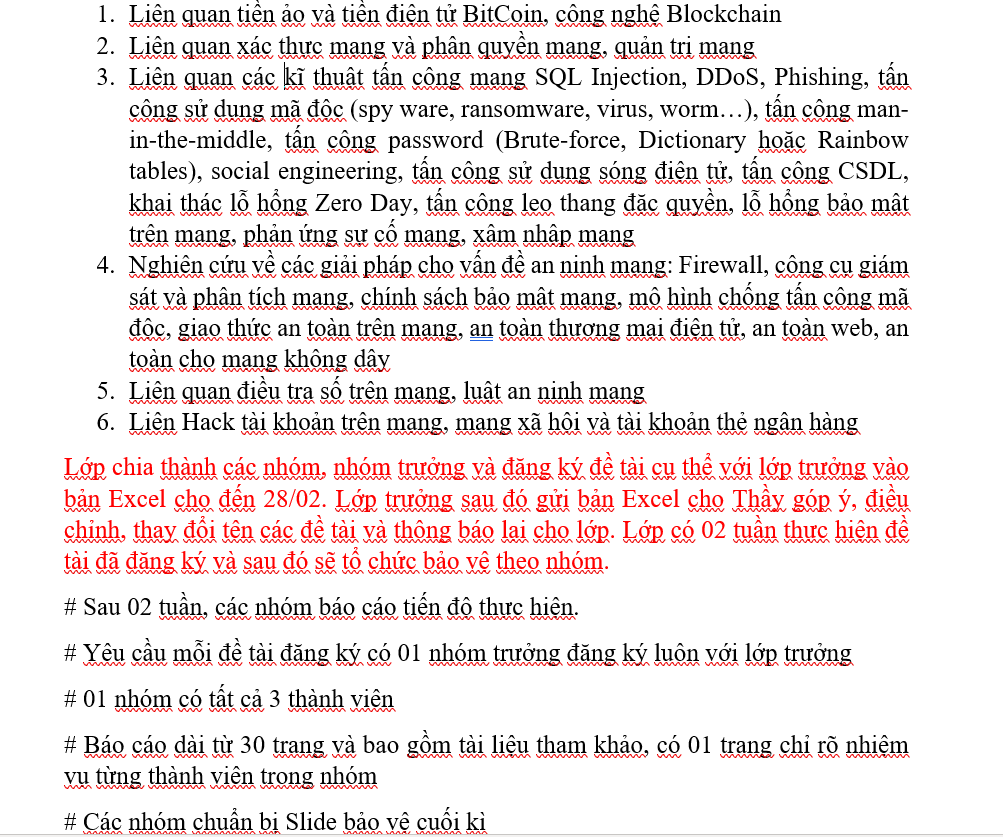 1. Liên quan tiền ảo và tiền điện tử BitCoin, công nghệ Blockchain
2. Liên quan xác thực mạng và phân quyền mạng, quản trị mạng
3. Liên quan các kĩ thuật tấn công mạng SQL Injection, DDoS, Phishing, tấn
công sử dụng mã độc (spy ware, ransomware, virus, worm…), tấn công man-
in-the-middle, tấn công password (Brute-force, Dictionary hoặc Rainbow
tables), social engineering, tấn công sử dụng sóng điện tử, tấn công CSDL,
khai thác lỗ hổng Zero Day, tấn công leo thang đặc quyền, lỗ hổng bảo mật
trên mạng, phản ứng sự cố mạng, xâm nhập mạng
4. Nghiên cứu về các giải pháp cho vấn đề an ninh mạng: Firewall, công cụ giám
sát và phân tích mạng, chính sách bảo mật mạng, mô hình chống tấn công mã
độc, giao thức an toàn trên mạng, an toàn thương mại điện tử, an toàn web, an
toàn cho mạng không dây
5. Liên quan điều tra số trên mạng, luật an ninh mạng
6. Liên Hack tài khoản trên mạng, mạng xã hội và tài khoản thẻ ngân hàng
Lớp chia thành các nhóm, nhóm trưởng và đăng ký đề tài cụ thể với lớp trưởng vào
bản Excel cho đến 28/02. Lớp trưởng sau đó gửi bản Excel cho Thầy góp ý, điều
chỉnh, thay đổi tên các đề tài và thông báo lại cho lớp. Lớp có 02 tuần thực hiện đề
tài đã đăng ký và sau đó sẽ tổ chức bảo vệ theo nhóm.
# Sau 02 tuần, các nhóm báo cáo tiến độ thực hiện.
# Yêu cầu mỗi đề tài đăng ký có 01 nhóm trưởng đăng ký luôn với lớp trưởng
# 01 nhóm có tất cả 3 thành viên
# Báo cáo dài từ 30 trang và bao gồm tài liệu tham khảo, có 01 trang chỉ rõ nhiệm
vụ từng thành viên trong nhóm
# Các nhóm chuẩn bị Slide bảo vệ cuối kì